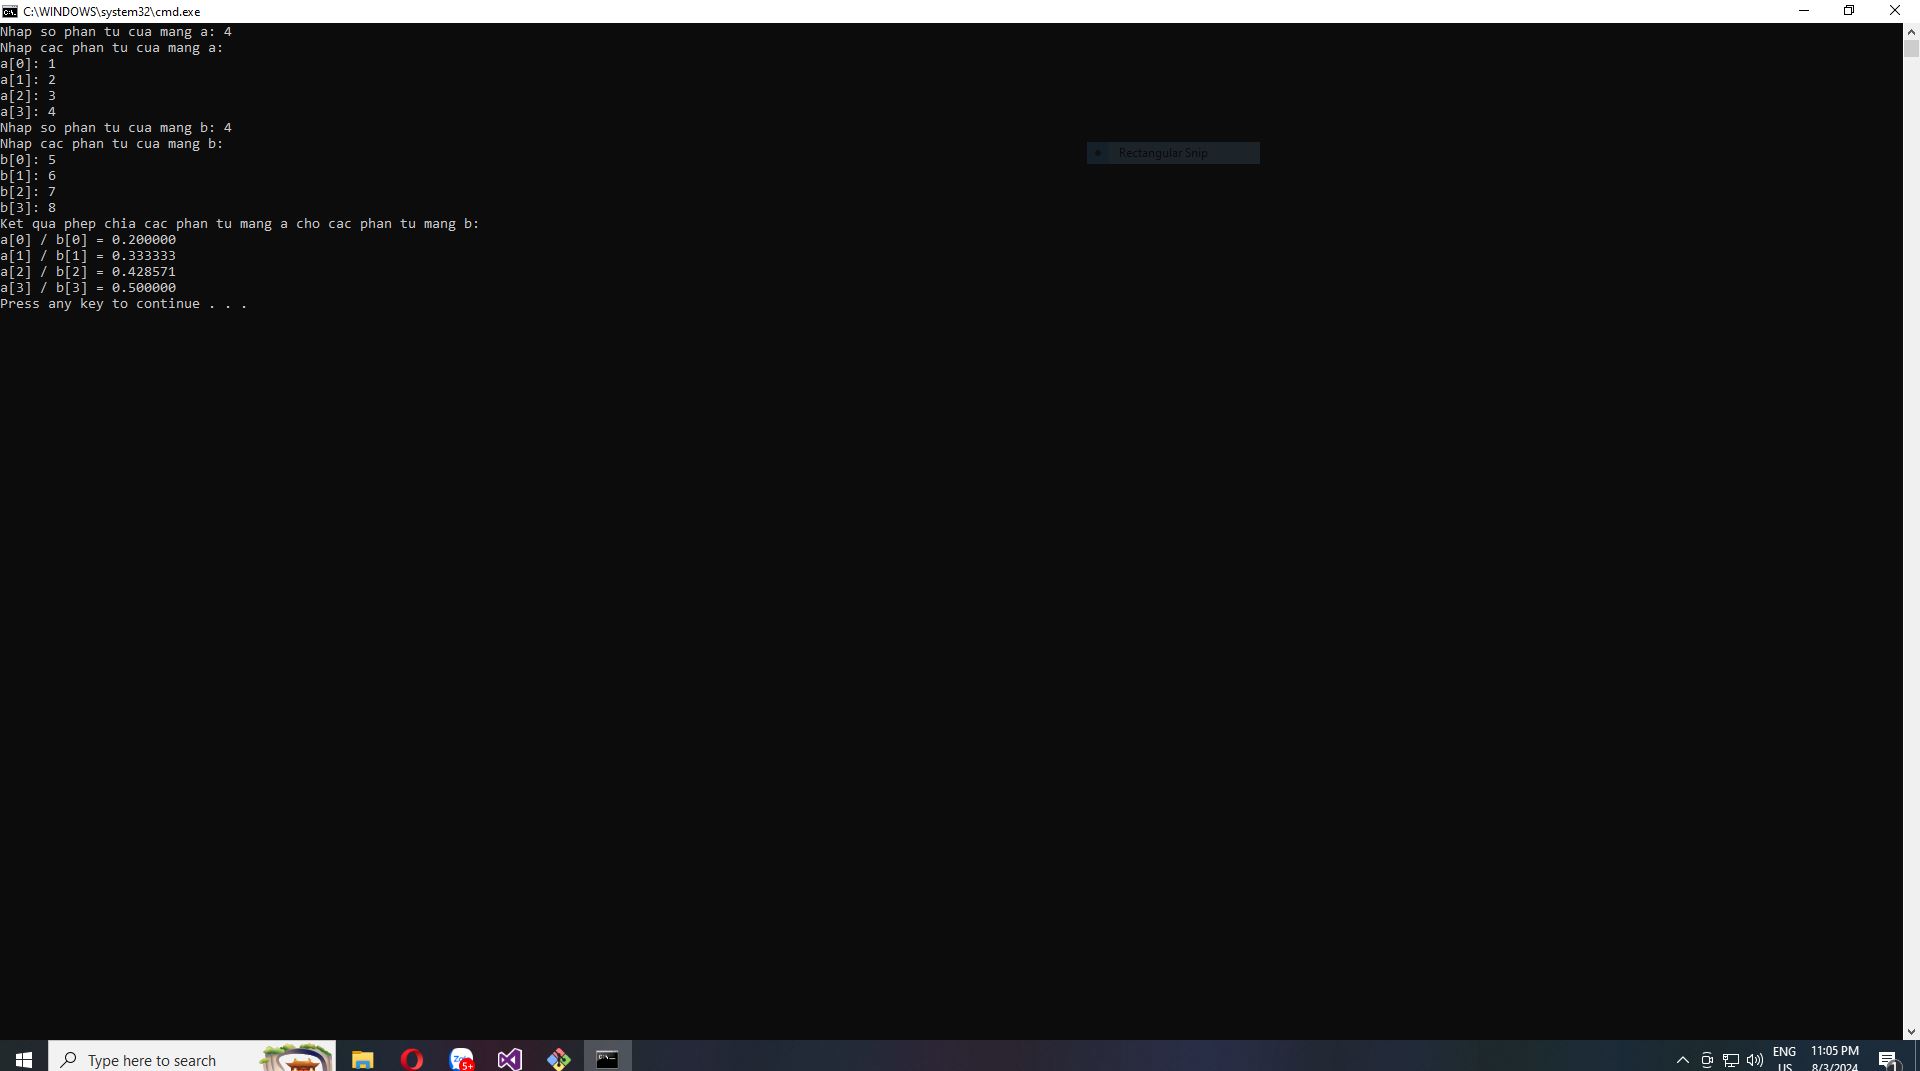 C:\WINDOWS\system32\cmd.exe
Nhap so phan tu cua mang a: 4
Nhap cac phan tu cua mang a:
a[0]: 1
a[1]: 2
a[2]: 3
a[3]: 4
Nhap so phan tu cua mang b: 4
Nhap cac phan tu cua mang b:
b[0]: 5
b[1]: 6
b[2]: 7
b[3]: 8
Rectangular Snip
Ket qua phep chia cac phan tu mang a cho cac phan tu mang b:
a[0] / b[0] = 0.200000
a[1] / b[1] = 0.333333
a[2] / b[2] = 0.428571
a[3] / b[3] = 0.500000
Press any key to continue . . .
Type here to search
5+
ENG
US
11:05 PM
8/3/2024
1